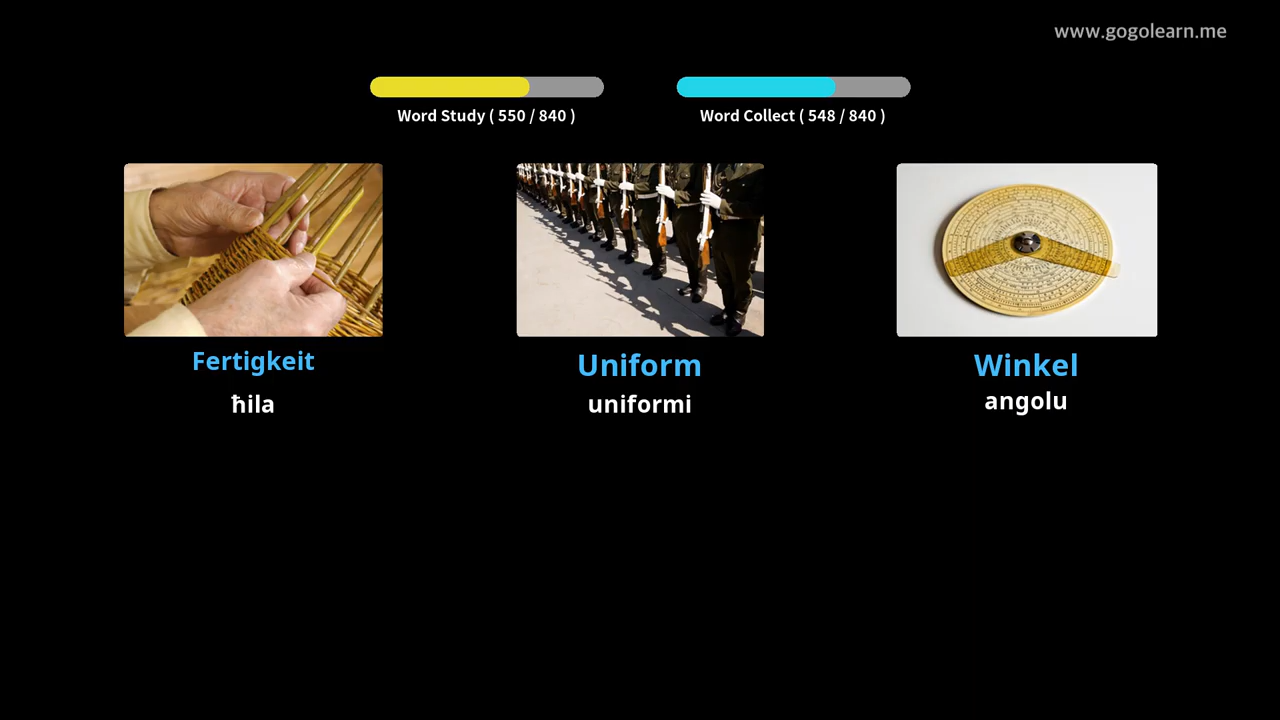 www.gogolearn.me
Word Study ( 550 / 840 )
Word Collect ( 548 / 840 )
Fertigkeit
ħila
Uniform
uniformi
Winkel
angolu